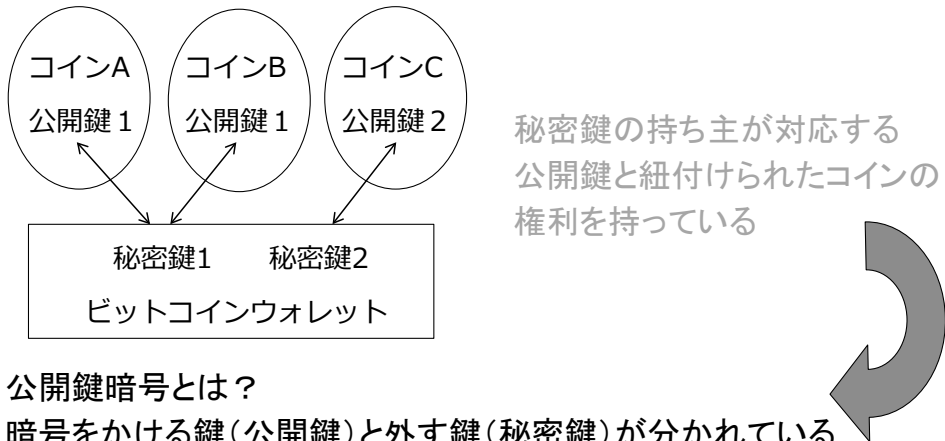 コインA コインB コインC
公開鍵1 公開鍵1 公開鍵2
秘密鍵の持ち主が対応する
公開鍵と紐付けられたコインの
権利を持っている
秘密鍵1 秘密鍵2
ビットコインウォレット
公開鍵暗号とは？
暗号をかける鍵（公開鍵）と外す鍵（秘密鍵）が分かれている